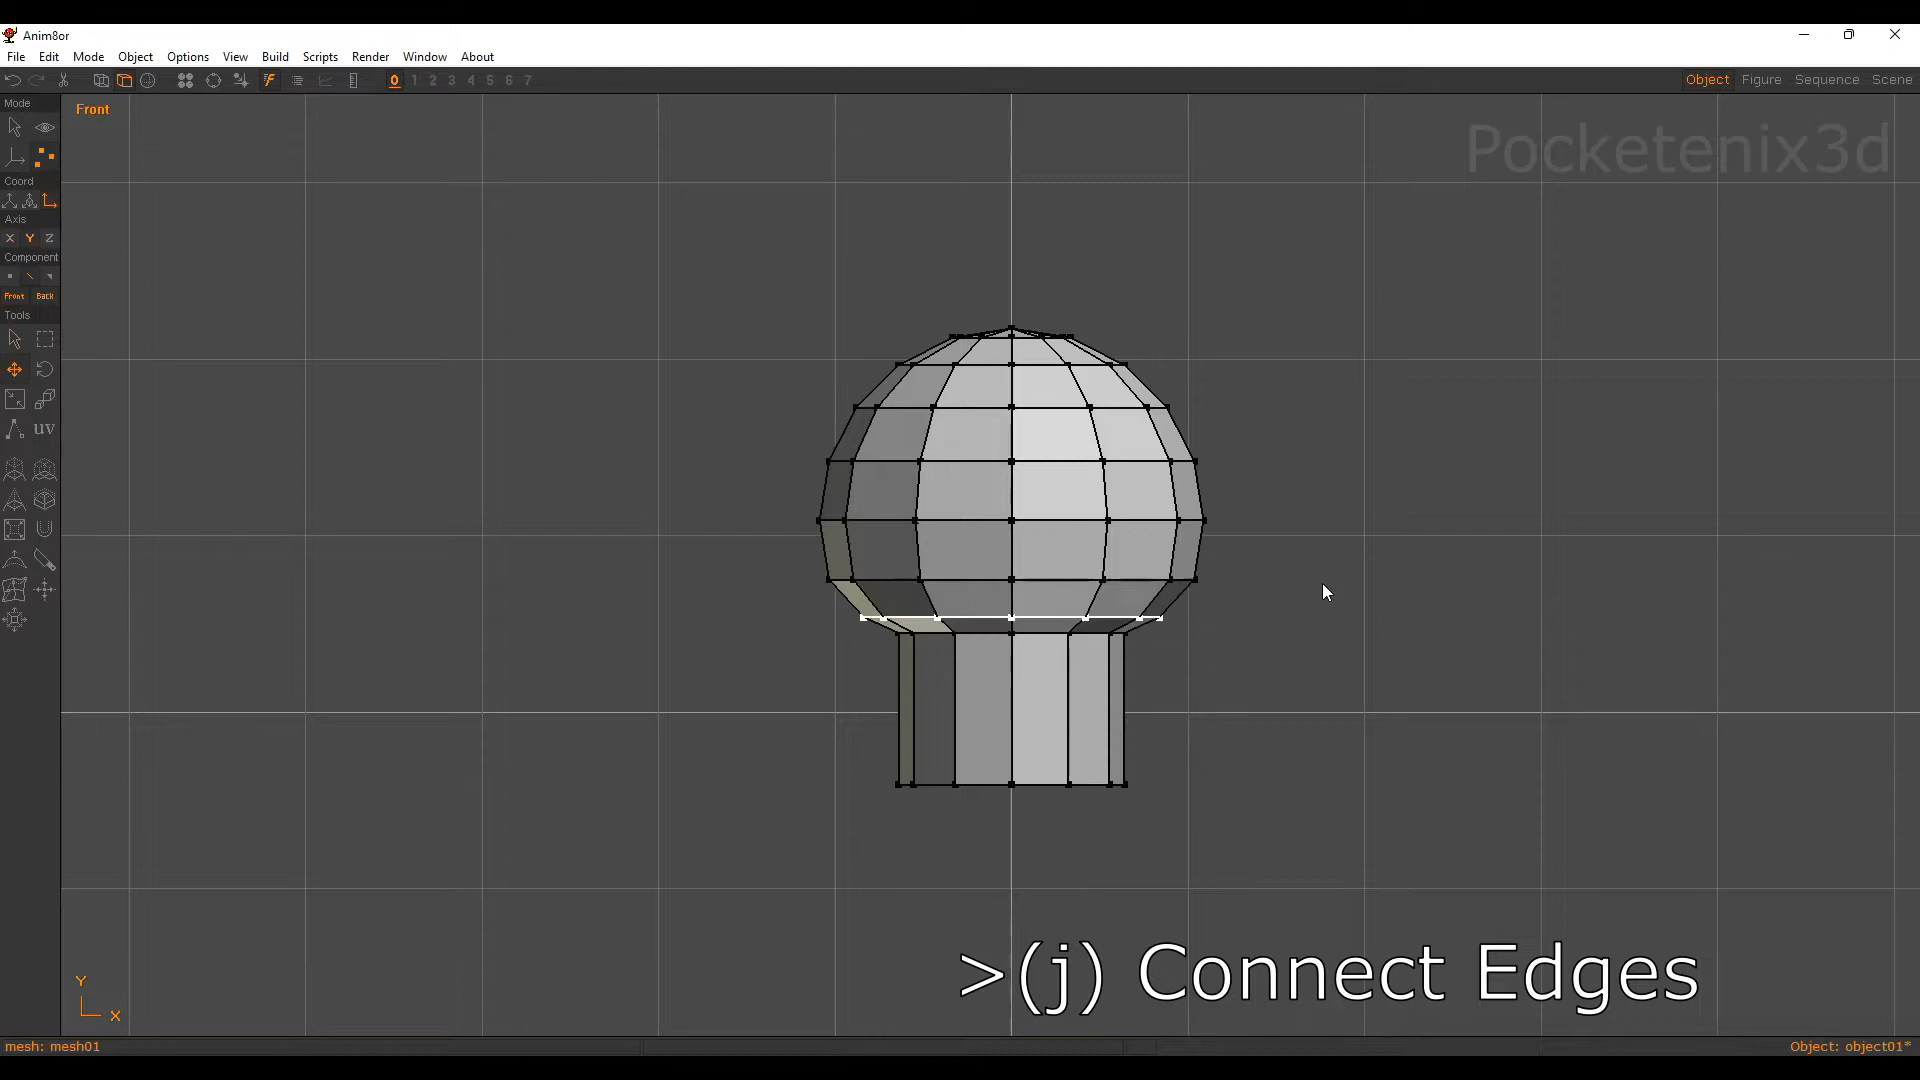 Anim8or
File Edit Mode Object Options View Build Scripts Render Window About
0 1 2 3 4 5 6 7
Object Figure Sequence Scene
Mode
Front
Pocketenix3d
Coord
Axis
X Y Z
Component
Front Back
Tools
UV
>(j) Connect Edges
Y
X
mesh: mesh01
Object: object01*